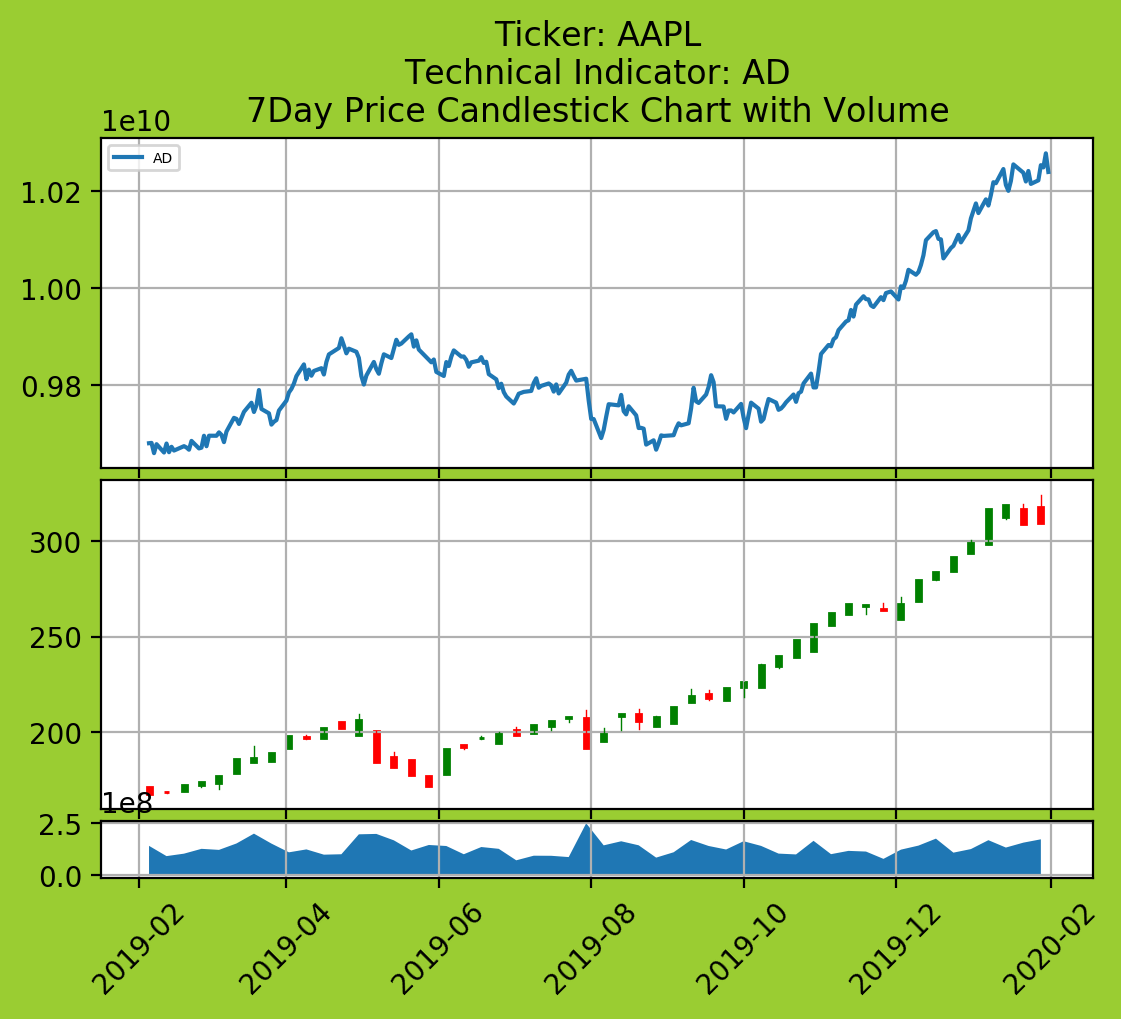 Ticker: AAPL
Technical Indicator: AD
7Day Price Candlestick Chart with Volume
1e10
AD
1.02
1.00
0.98
300
250
200
1e8
2.5
0.0
2019-02
2019-04
2019-06
2019-08
2019-10
2019-12
2020-02